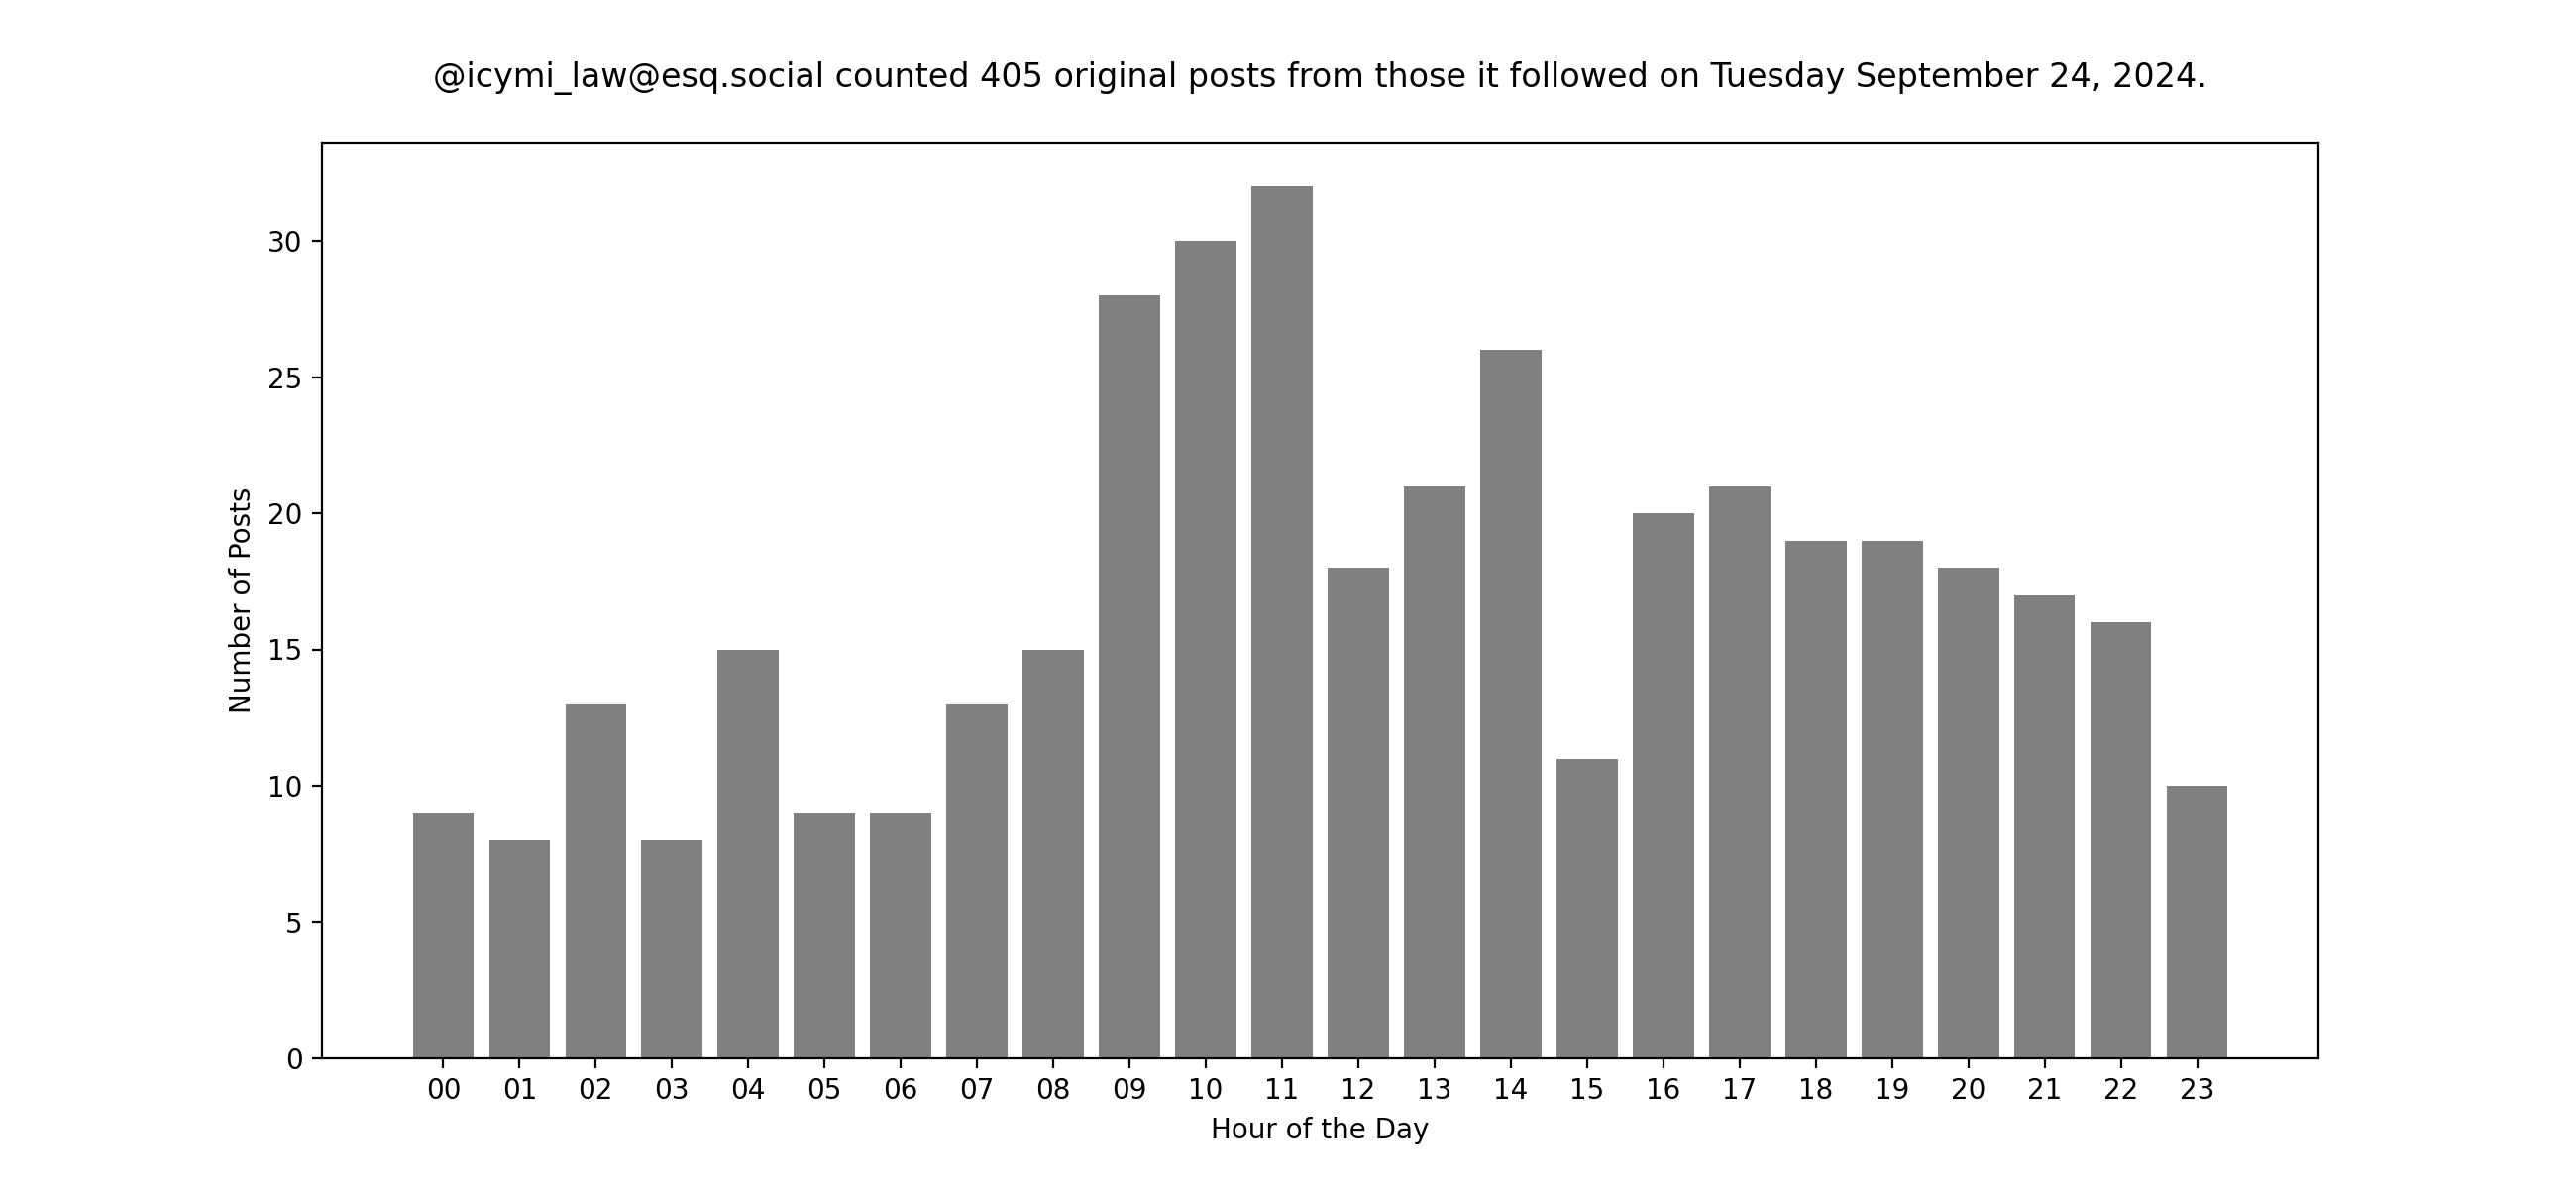 @icymi_law@esq.social counted 405 original posts from those it followed on Tuesday September 24, 2024.
Number of Posts
30
25
20
15
10
5
0
00 01 02 03 04 05 06 07 08 09 10 11 12 13 14 15 16 17 18 19 20 21 22 23
Hour of the Day